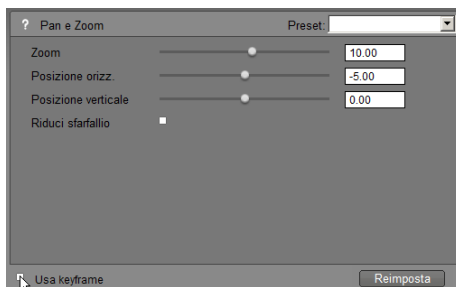 ? Pan e Zoom Preset:
Zoom 10.00
Posizione orizz. -5.00
Posizione verticale 0.00
Riduci sfarfallio
Usa keyframe Reimposta